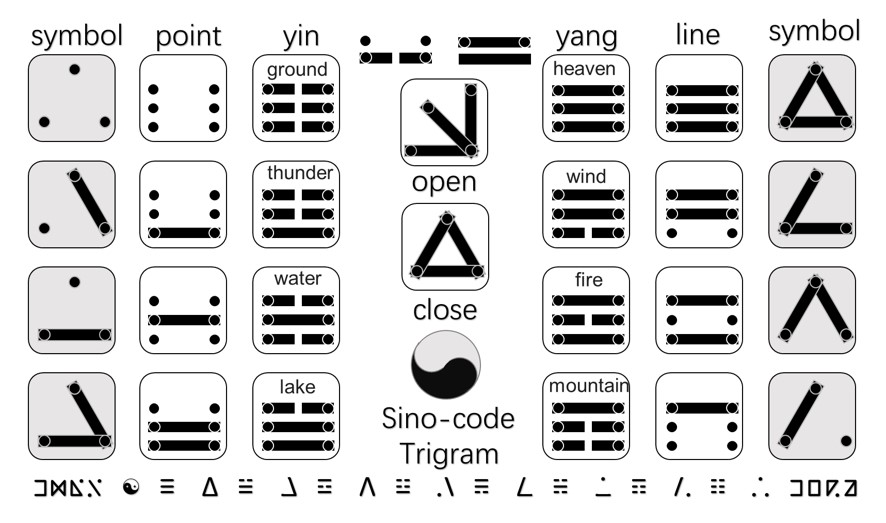 symbol point yin yang line symbol
ground heaven
open
thunder wind
water fire
close
lake mountain
Sino-code
Trigram